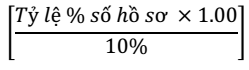 [Tỷ lệ % số hồ sơ × 1.00
10%]